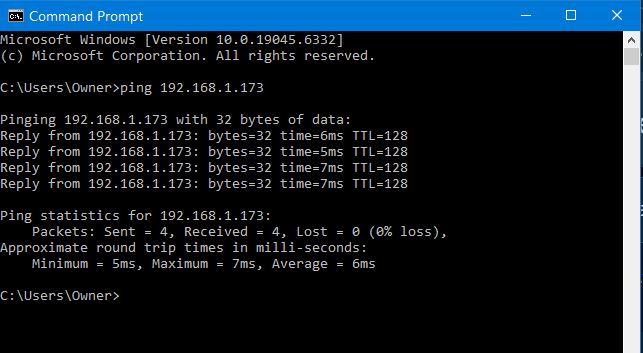 Command Prompt
Microsoft Windows [Version 10.0.19045.6332]
(c) Microsoft Corporation. All rights reserved.
C:\Users\Owner>ping 192.168.1.173
Pinging 192.168.1.173 with 32 bytes of data:
Reply from 192.168.1.173: bytes=32 time=6ms TTL=128
Reply from 192.168.1.173: bytes=32 time=5ms TTL=128
Reply from 192.168.1.173: bytes=32 time=7ms TTL=128
Reply from 192.168.1.173: bytes=32 time=7ms TTL=128
Ping statistics for 192.168.1.173:
Packets: Sent = 4, Received = 4, Lost = 0 (0% loss),
Approximate round trip times in milli-seconds:
Minimum = 5ms, Maximum = 7ms, Average = 6ms
C:\Users\Owner>